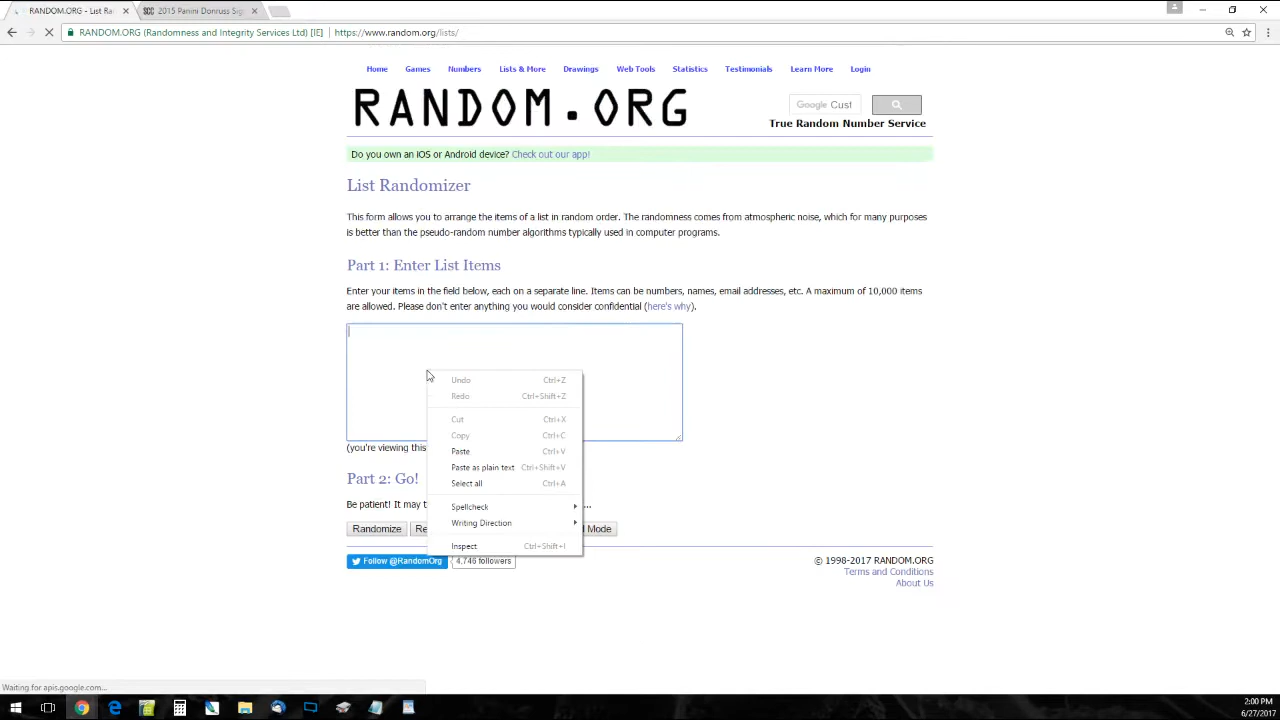 RANDOM.ORG - List Ra
2015 Panini Donruss Sig
RANDOM.ORG (Randomness and Integrity Services Ltd) [IE] | https://www.random.org/lists/
Home Games Numbers Lists & More Drawings Web Tools Statistics Testimonials Learn More Login
RANDOM.ORG
Google Cust
True Random Number Service
Do you own an iOS or Android device? Check out our app!
List Randomizer
This form allows you to arrange the items of a list in random order. The randomness comes from atmospheric noise, which for many purposes
is better than the pseudo-random number algorithms typically used in computer programs.
Part 1: Enter List Items
Enter your items in the field below, each on a separate line. Items can be numbers, names, email addresses, etc. A maximum of 10,000 items
are allowed. Please don't enter anything you would consider confidential (here's why).
Undo Ctrl+Z
Redo Ctrl+Shift+Z
Cut Ctrl+X
Copy Ctrl+C
Paste Ctrl+V
Paste as plain text Ctrl+Shift+V
Select all Ctrl+A
Spellcheck
Writing Direction
Inspect Ctrl+Shift+I
(you're viewing this
Part 2: Go!
Be patient! It may t ...
Randomize Re d Mode
Follow @RandomOrg 4,746 followers
© 1998-2017 RANDOM.ORG
Terms and Conditions
About Us
Waiting for apis.google.com...
2:00 PM
6/27/2017